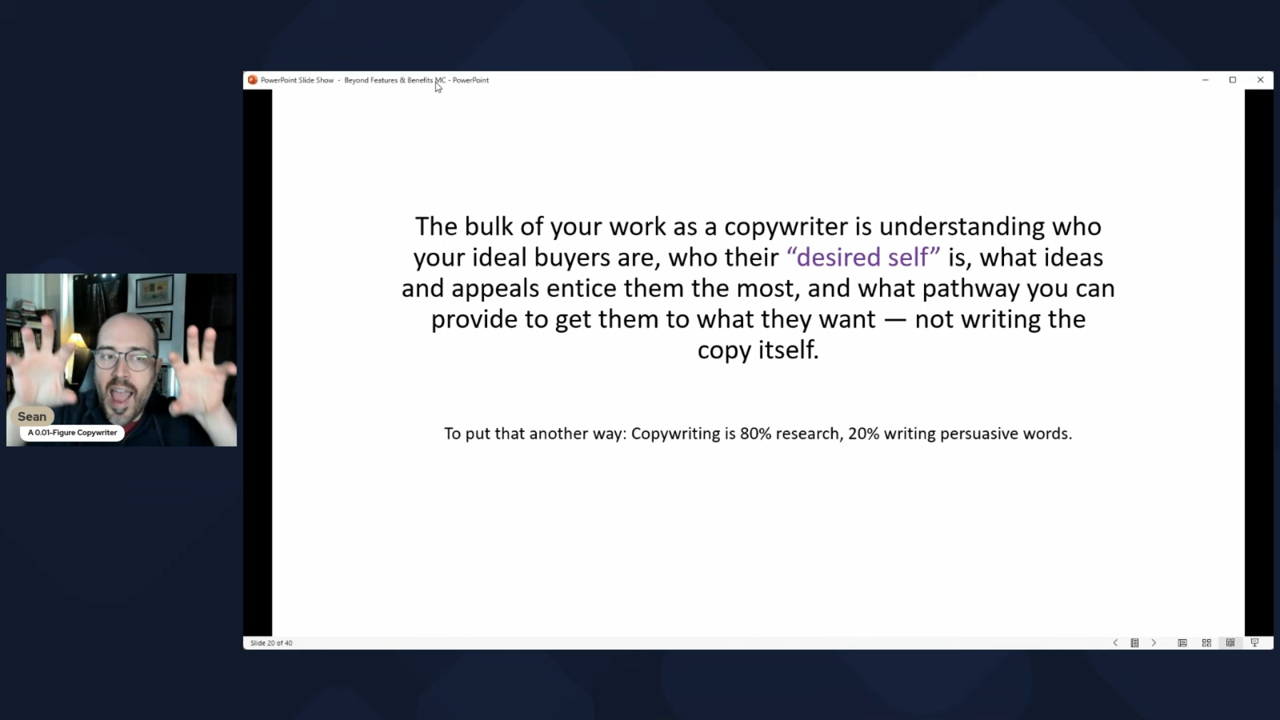 PowerPoint Slide Show - Beyond Features & Benefits MC - PowerPoint
The bulk of your work as a copywriter is understanding who
your ideal buyers are, who their “desired self” is, what ideas
and appeals entice them the most, and what pathway you can
provide to get them to what they want — not writing the
copy itself.
To put that another way: Copywriting is 80% research, 20% writing persuasive words.
Sean
A 0.01-Figure Copywriter
Slide 20 of 40